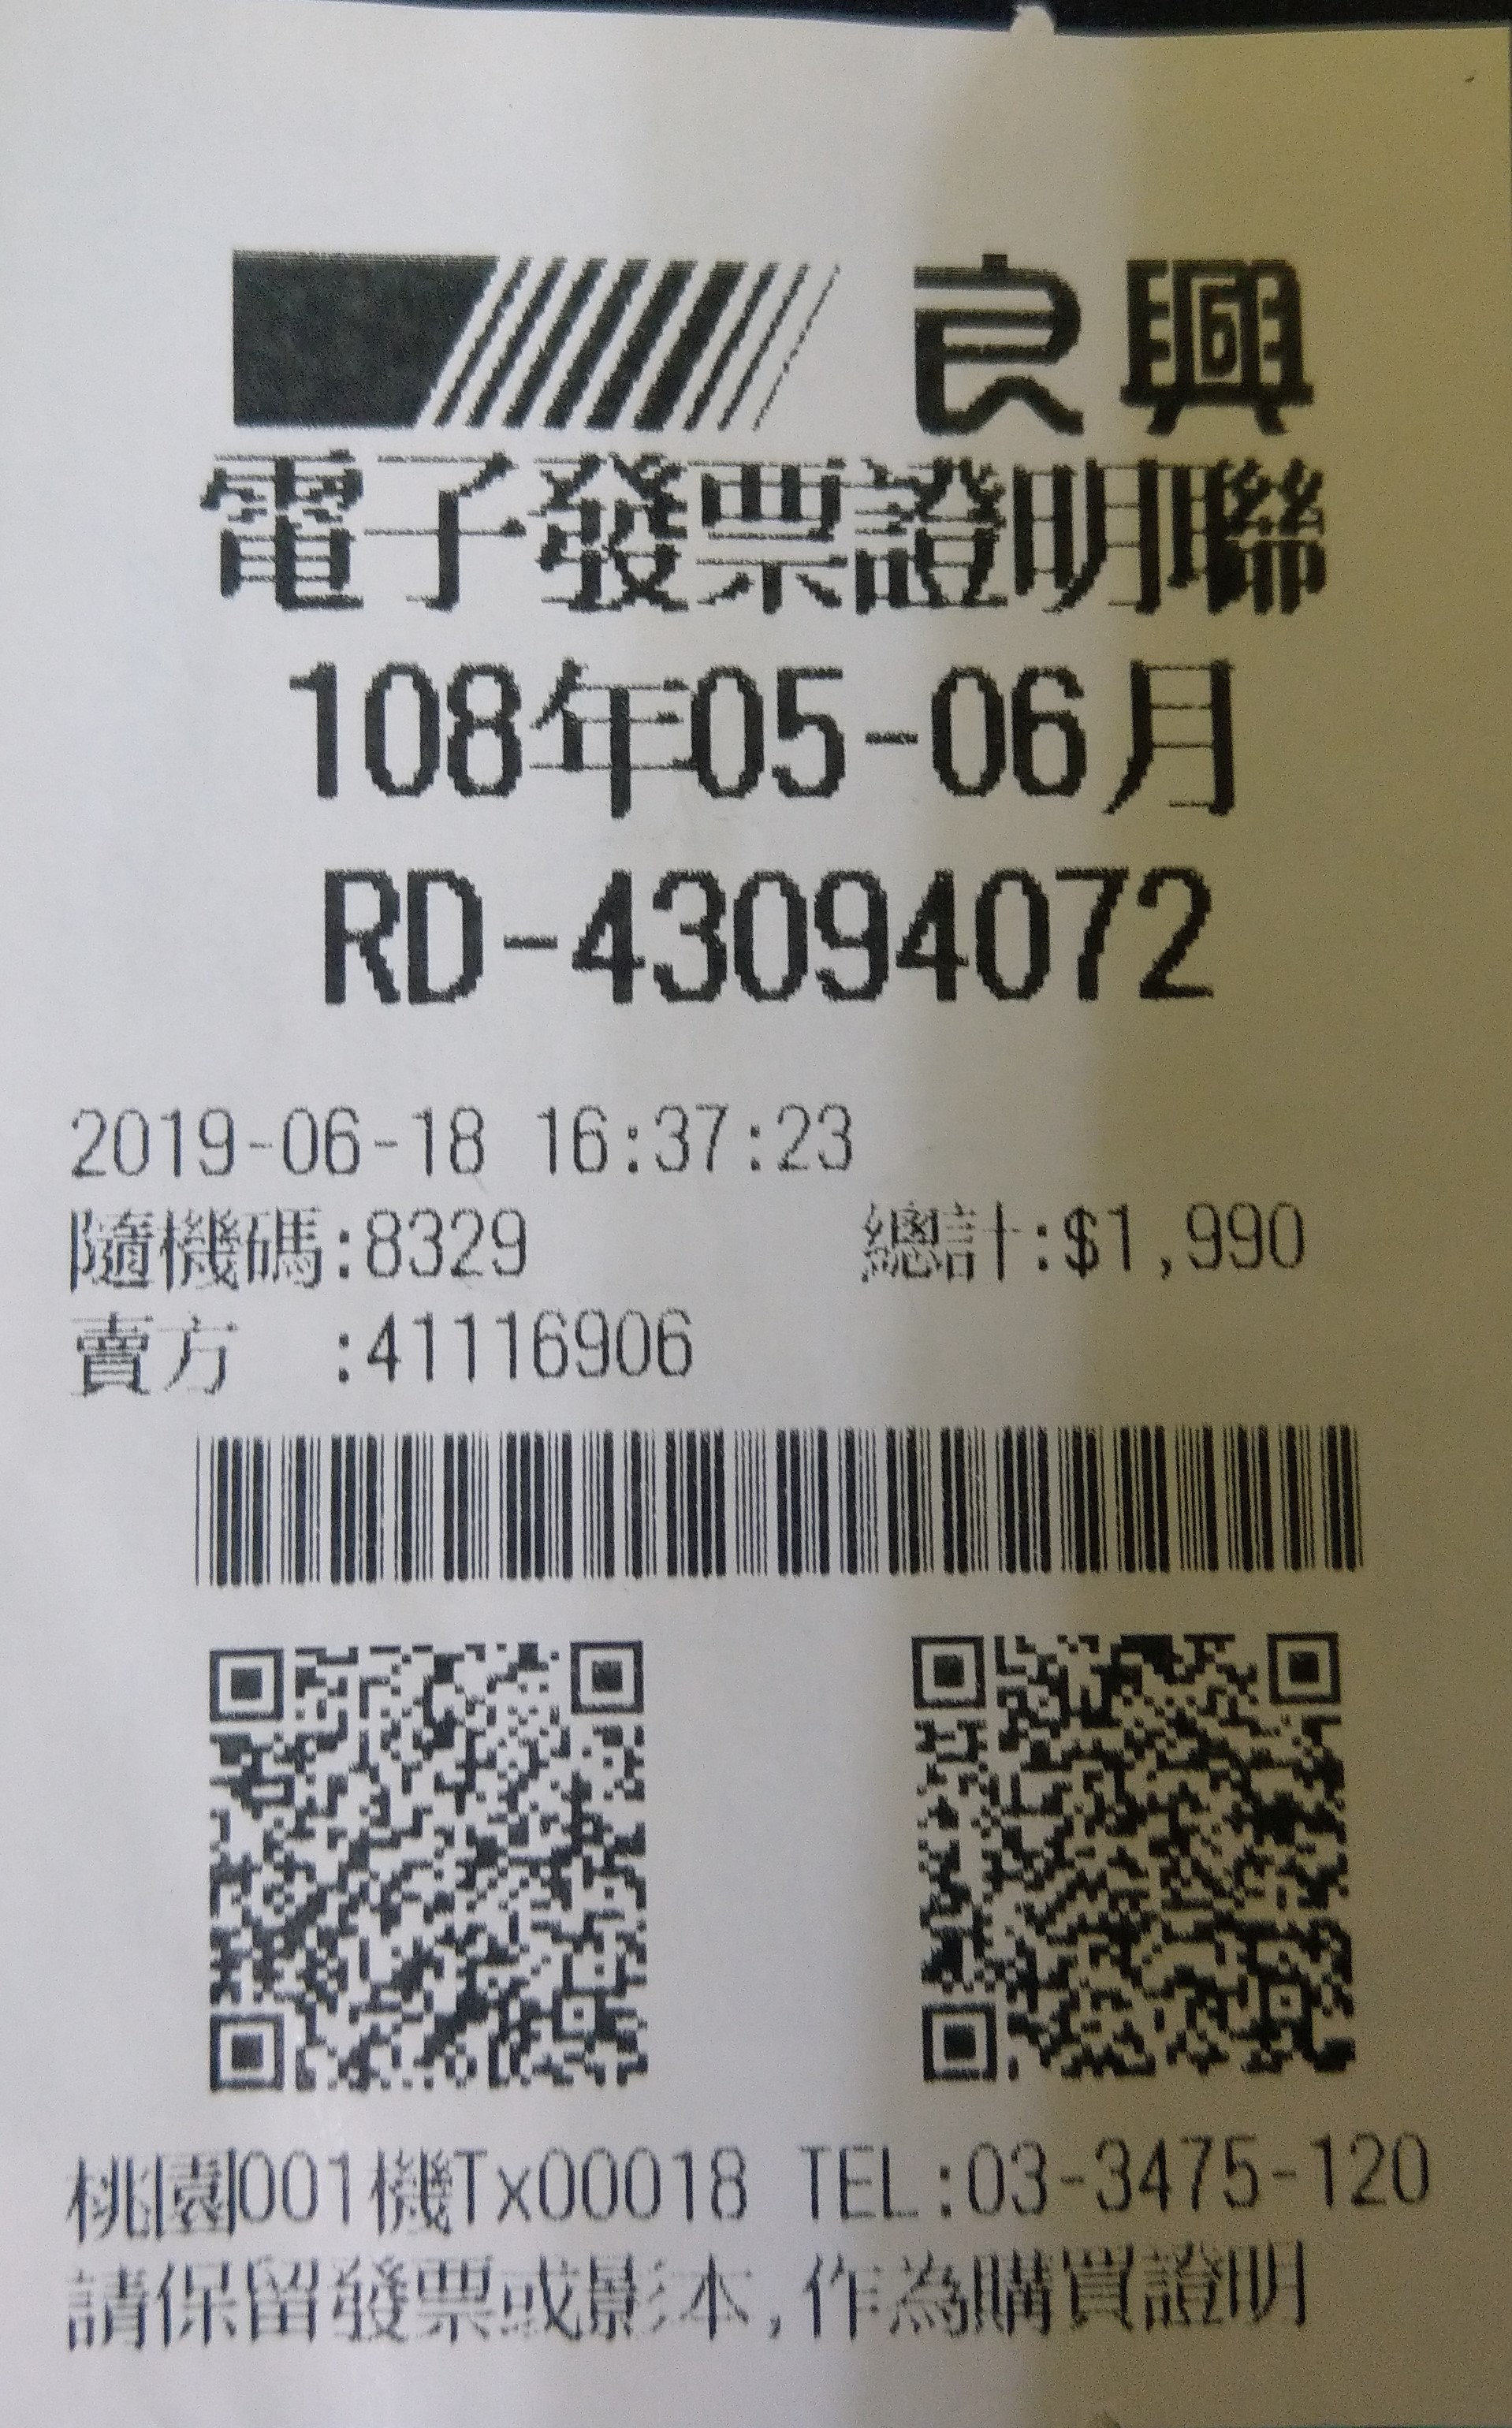 良興
電子發票證明聯
108年05-06月
RD-43094072
2019-06-18 16:37:23
隨機碼:8329 總計:$1,990
賣方 :41116906
桃園001機Tx00018 TEL:03-3475-120
請保留發票或影本,作為購買證明